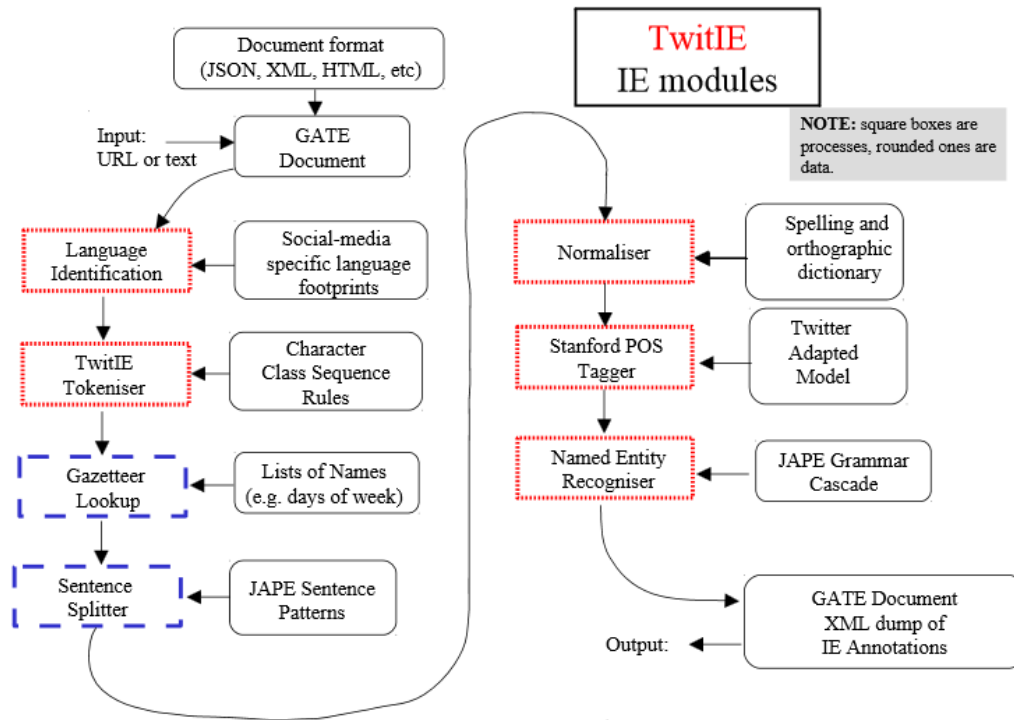 TwitIE
IE modules
NOTE: square boxes are
processes, rounded ones are
data.
Document format
(JSON, XML, HTML, etc)
Input:
URL or text
GATE
Document
Language
Identification
Social-media
specific language
footprints
TwitIE
Tokeniser
Character
Class Sequence
Rules
Gazetteer
Lookup
Lists of Names
(e.g. days of week)
Sentence
Splitter
JAPE Sentence
Patterns
Normaliser
Spelling and
orthographic
dictionary
Stanford POS
Tagger
Twitter
Adapted
Model
Named Entity
Recogniser
JAPE Grammar
Cascade
GATE Document
XML dump of
IE Annotations
Output: